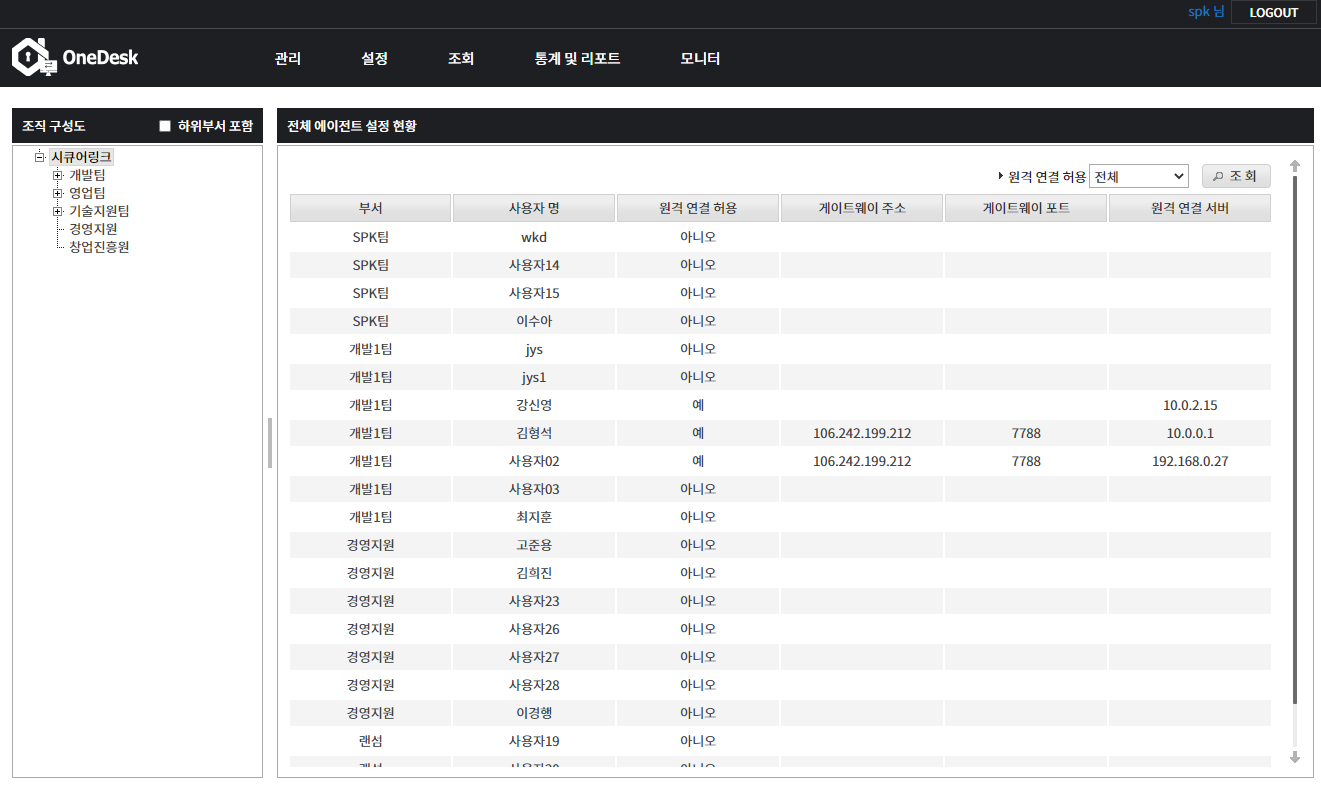 spk 님 LOGOUT
OneDesk 관리 설정 조회 통계 및 리포트 모니터
조직 구성도 하위부서 포함
시큐어링크
개발팀
영업팀
기술지원팀
경영지원
창업진흥원
전체 에이전트 설정 현황
원격 연결 허용 전체 조 회
부서 사용자 명 원격 연결 허용 게이트웨이 주소 게이트웨이 포트 원격 연결 서버
SPK팀 wkd 아니오
SPK팀 사용자14 아니오
SPK팀 사용자15 아니오
SPK팀 이수아 아니오
개발1팀 jys 아니오
개발1팀 jys1 아니오
개발1팀 강신영 예 10.0.2.15
개발1팀 김형석 예 106.242.199.212 7788 10.0.0.1
개발1팀 사용자02 예 106.242.199.212 7788 192.168.0.27
개발1팀 사용자03 아니오
개발1팀 최지훈 아니오
경영지원 고준용 아니오
경영지원 김희진 아니오
경영지원 사용자23 아니오
경영지원 사용자26 아니오
경영지원 사용자27 아니오
경영지원 사용자28 아니오
경영지원 이경행 아니오
랜섬 사용자19 아니오